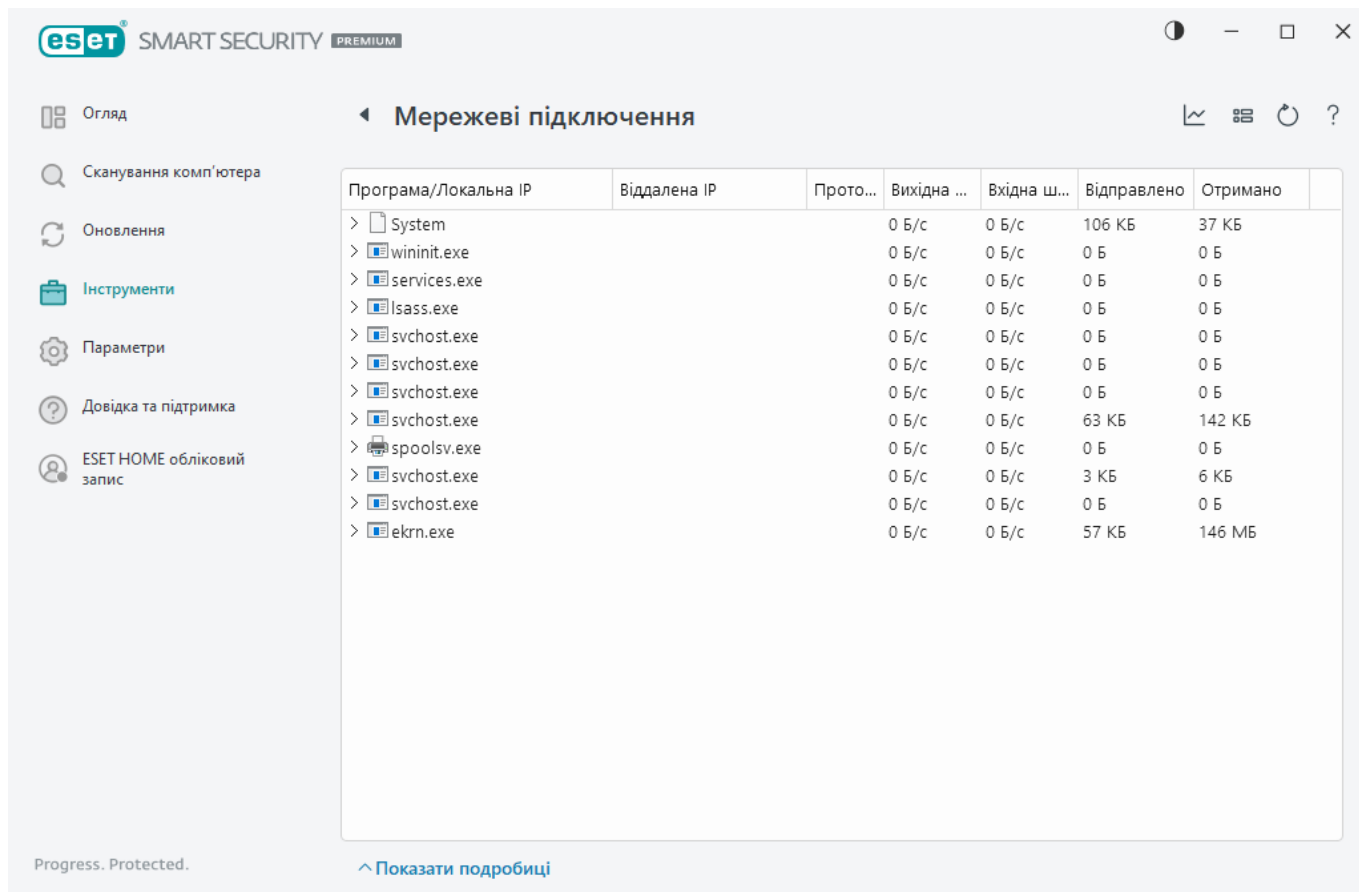 eset® SMART SECURITY PREMIUM
Огляд
Сканування комп'ютера
Оновлення
Інструменти
Параметри
Довідка та підтримка
ESET HOME обліковий
запис
Мережеві підключення
?
Програма/Локальна IP Віддалена IP Прото... Вихідна ... Вхідна ш... Відправлено Отримано
System 0 Б/с 0 Б/с 106 КБ 37 КБ
wininit.exe 0 Б/с 0 Б/с 0 Б 0 Б
services.exe 0 Б/с 0 Б/с 0 Б 0 Б
lsass.exe 0 Б/с 0 Б/с 0 Б 0 Б
svchost.exe 0 Б/с 0 Б/с 0 Б 0 Б
svchost.exe 0 Б/с 0 Б/с 0 Б 0 Б
svchost.exe 0 Б/с 0 Б/с 0 Б 0 Б
svchost.exe 0 Б/с 0 Б/с 63 КБ 142 КБ
spoolsv.exe 0 Б/с 0 Б/с 0 Б 0 Б
svchost.exe 0 Б/с 0 Б/с 3 КБ 6 КБ
svchost.exe 0 Б/с 0 Б/с 0 Б 0 Б
ekrn.exe 0 Б/с 0 Б/с 57 КБ 146 МБ
Progress. Protected.
Показати подробиці